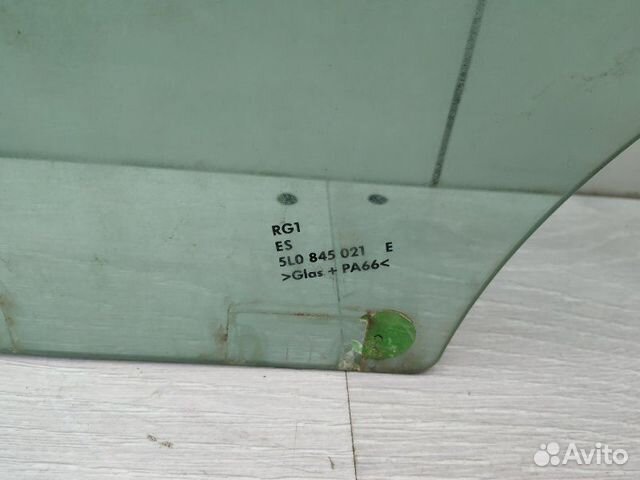 RG1
ES
5L0 845 021 E
>Glas + PA66<
Avito